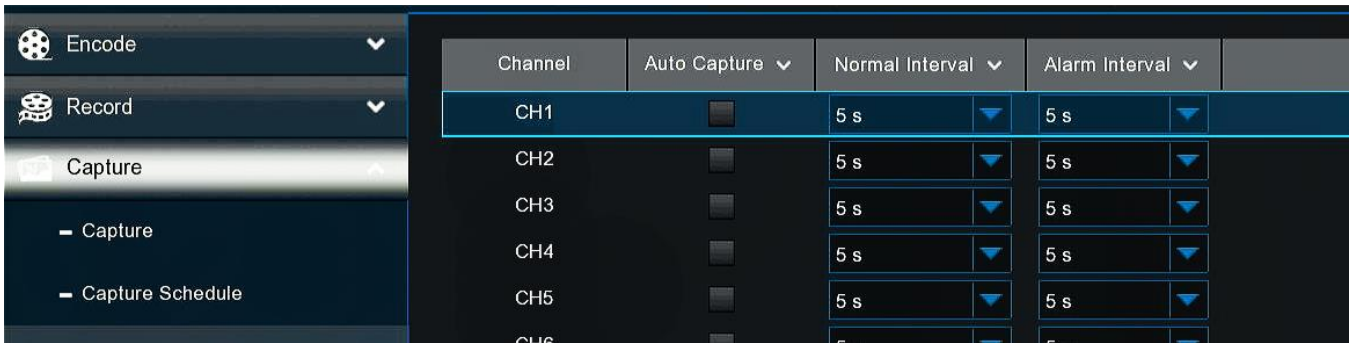 Encode
Record
Capture
Capture
Capture Schedule
Channel Auto Capture Normal Interval Alarm Interval
CH1 5 s 5 s
CH2 5 s 5 s
CH3 5 s 5 s
CH4 5 s 5 s
CH5 5 s 5 s
CH6